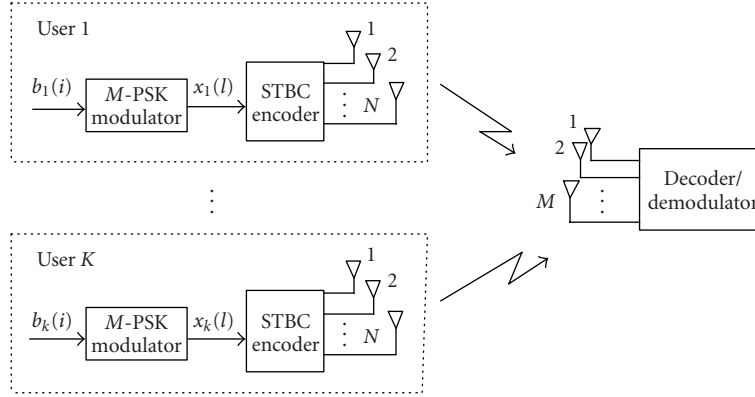 User 1
b1(i)
M-PSK
modulator
x1(l)
STBC
encoder
1
2
⋮ N
⋮
1
2
M ⋮
Decoder/
demodulator
User K
bk(i)
M-PSK
modulator
xk(l)
STBC
encoder
1
2
⋮ N